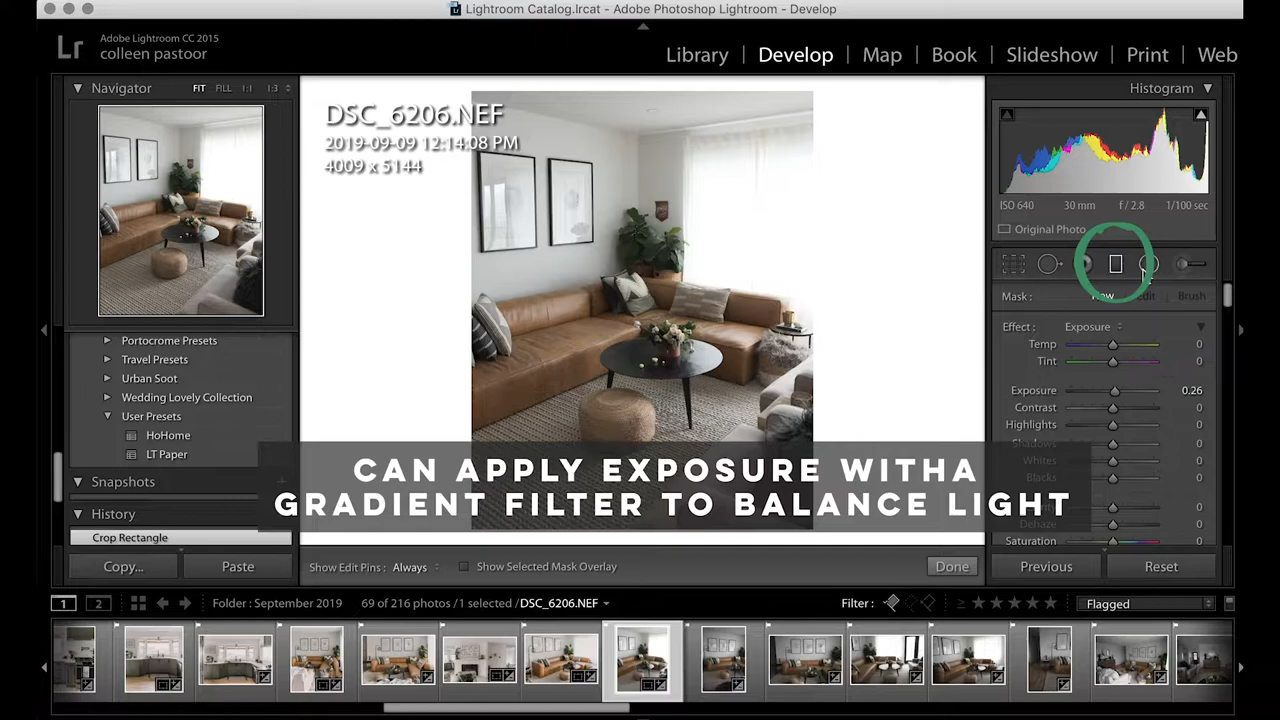 Lightroom Catalog.lrcat - Adobe Photoshop Lightroom - Develop
Lr
Adobe Lightroom CC 2015
colleen pastoor
Library | Develop | Map | Book | Slideshow | Print | Web
Navigator FIT FILL 1:1 1:3
DSC_6206.NEF
2019-09-09 12:14:08 PM
4009 x 5144
Histogram
ISO 640 30 mm f / 2.8 1/100 sec
Original Photo
Mask : New Edit Brush
Effect : Exposure
Temp 0
Tint 0
Exposure 0.26
Contrast 0
Highlights 0
Shadows 0
Whites 0
Blacks 0
0
Dehaze 0
Saturation 0
Portocrome Presets
Travel Presets
Urban Soot
Wedding Lovely Collection
User Presets
HoHome
LT Paper
Snapshots
History
Crop Rectangle
CAN APPLY EXPOSURE WITHA
GRADIENT FILTER TO BALANCE LIGHT
Copy... Paste
Show Edit Pins : Always Show Selected Mask Overlay Done
Previous Reset
1 2 Folder : September 2019 69 of 216 photos /1 selected /DSC_6206.NEF Filter : Flagged